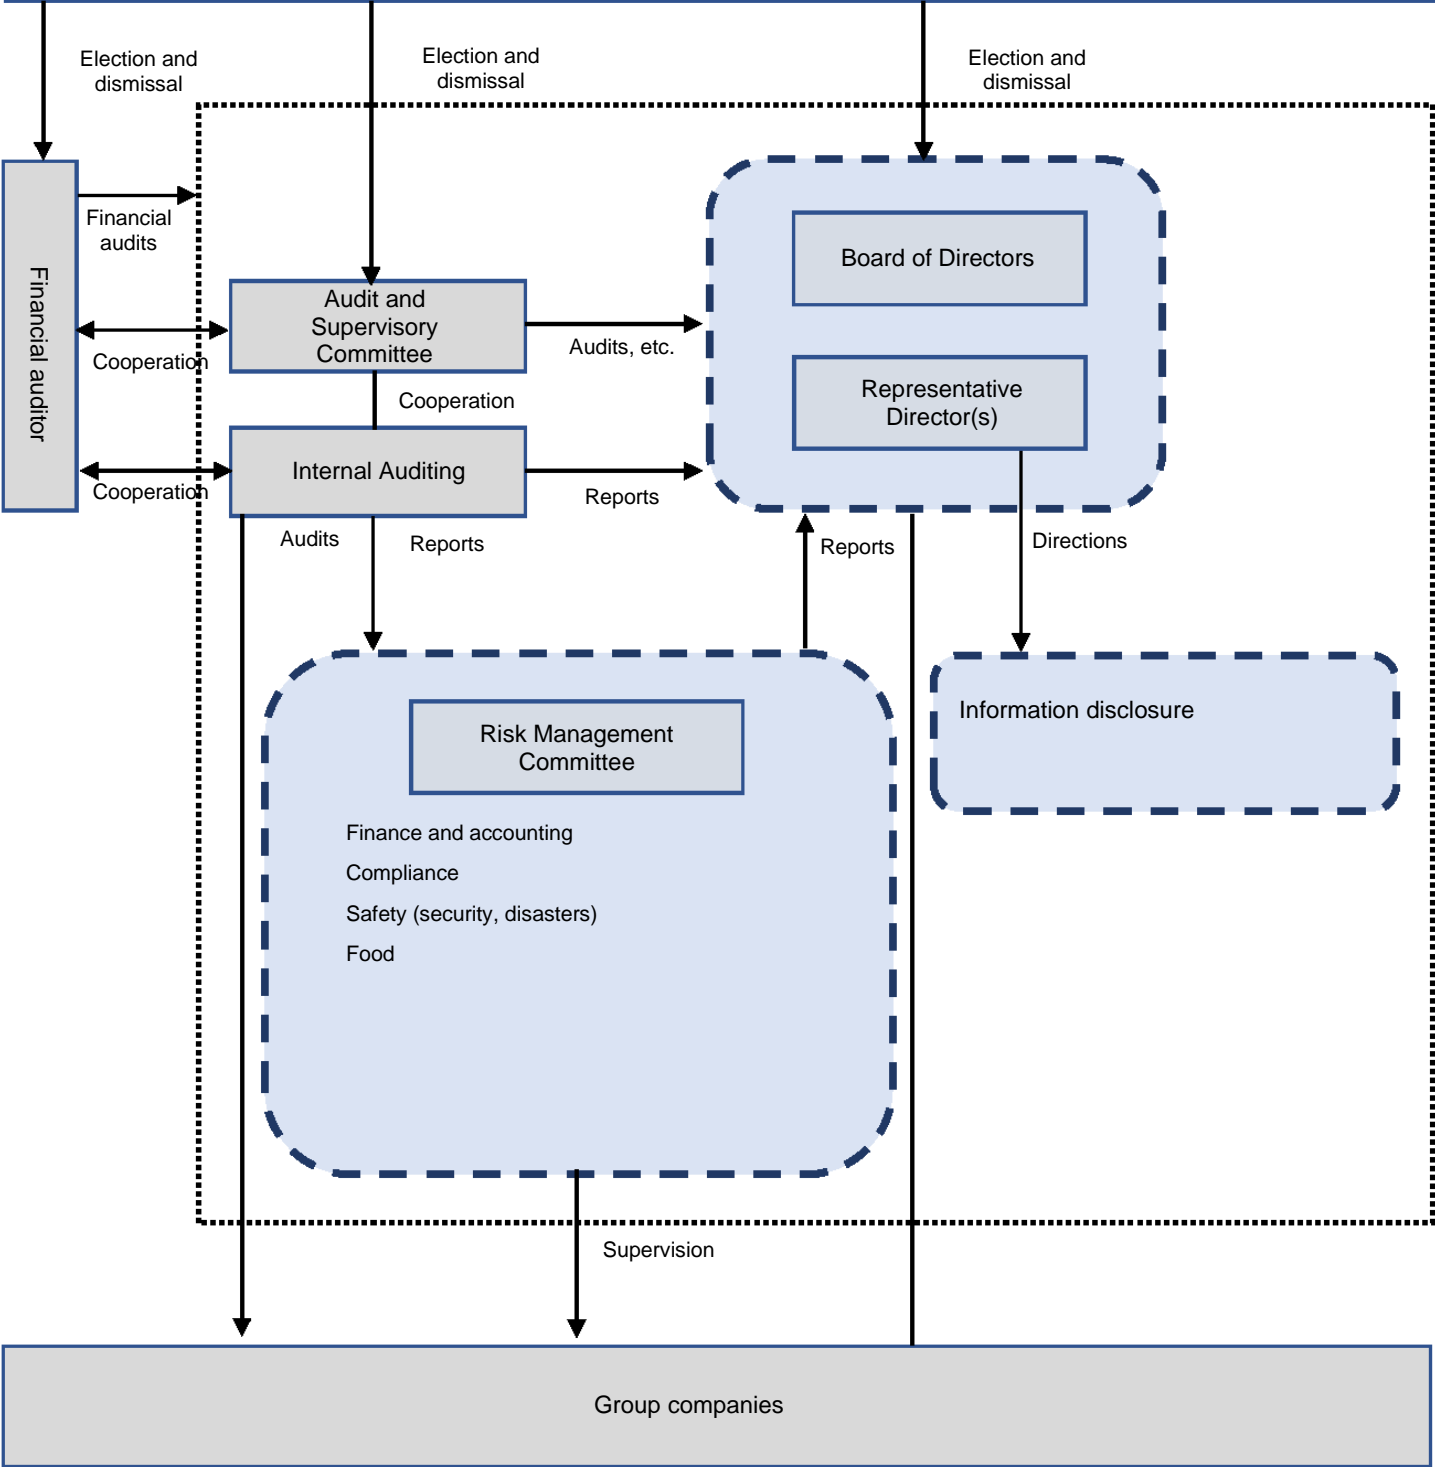 Election and
dismissal
Election and
dismissal
Election and
dismissal
Financial
audits
Financial auditor
Board of Directors
Audit and
Supervisory
Committee
Audits, etc.
Cooperation
Representative
Director(s)
Cooperation
Internal Auditing
Cooperation
Reports
Audits
Reports
Reports
Directions
Risk Management
Committee
Information disclosure
Finance and accounting
Compliance
Safety (security, disasters)
Food
Supervision
Group companies